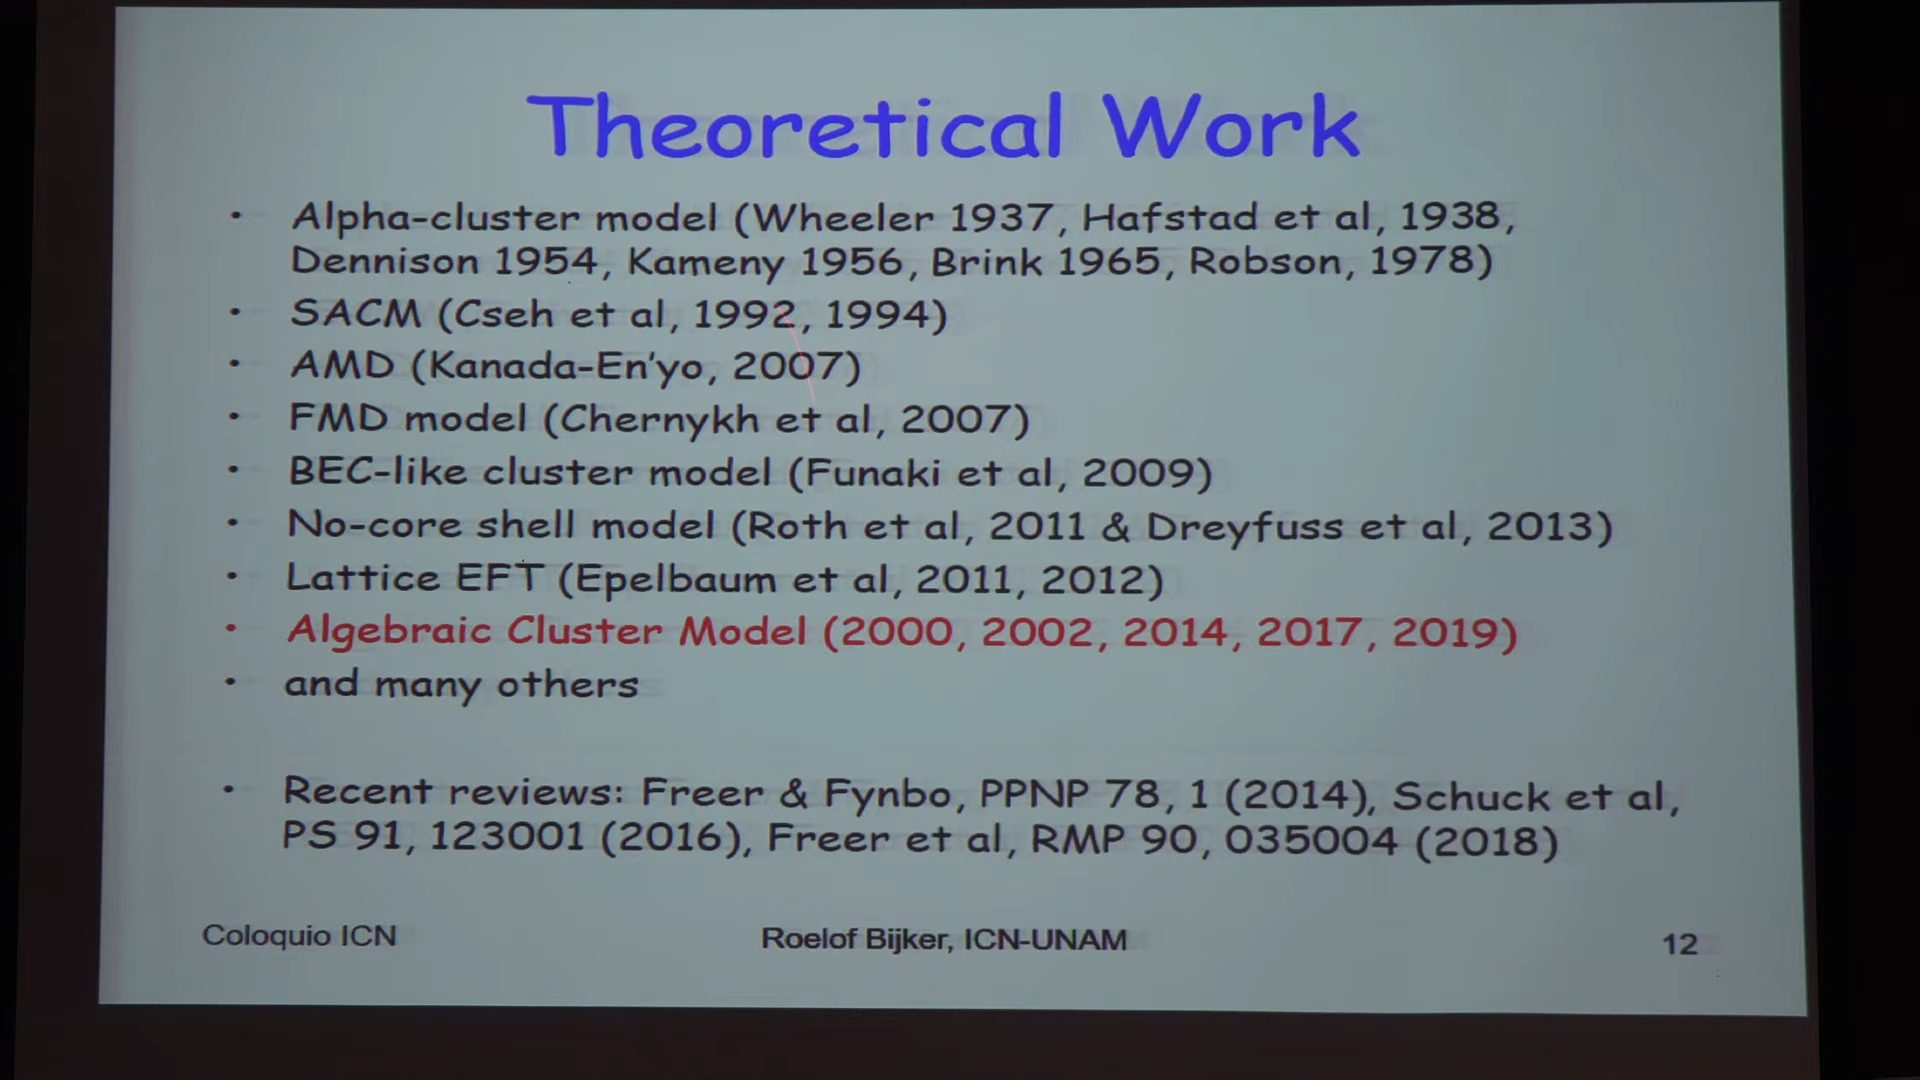 Theoretical Work
• Alpha-cluster model (Wheeler 1937, Hafstad et al, 1938,
Dennison 1954, Kameny 1956, Brink 1965, Robson, 1978)
• SACM (Cseh et al, 1992, 1994)
• AMD (Kanada-En'yo, 2007)
• FMD model (Chernykh et al, 2007)
• BEC-like cluster model (Funaki et al, 2009)
• No-core shell model (Roth et al, 2011 & Dreyfuss et al, 2013)
• Lattice EFT (Epelbaum et al, 2011, 2012)
• Algebraic Cluster Model (2000, 2002, 2014, 2017, 2019)
• and many others
• Recent reviews: Freer & Fynbo, PPNP 78, 1 (2014), Schuck et al,
PS 91, 123001 (2016), Freer et al, RMP 90, 035004 (2018)
Coloquio ICN Roelof Bijker, ICN-UNAM 12